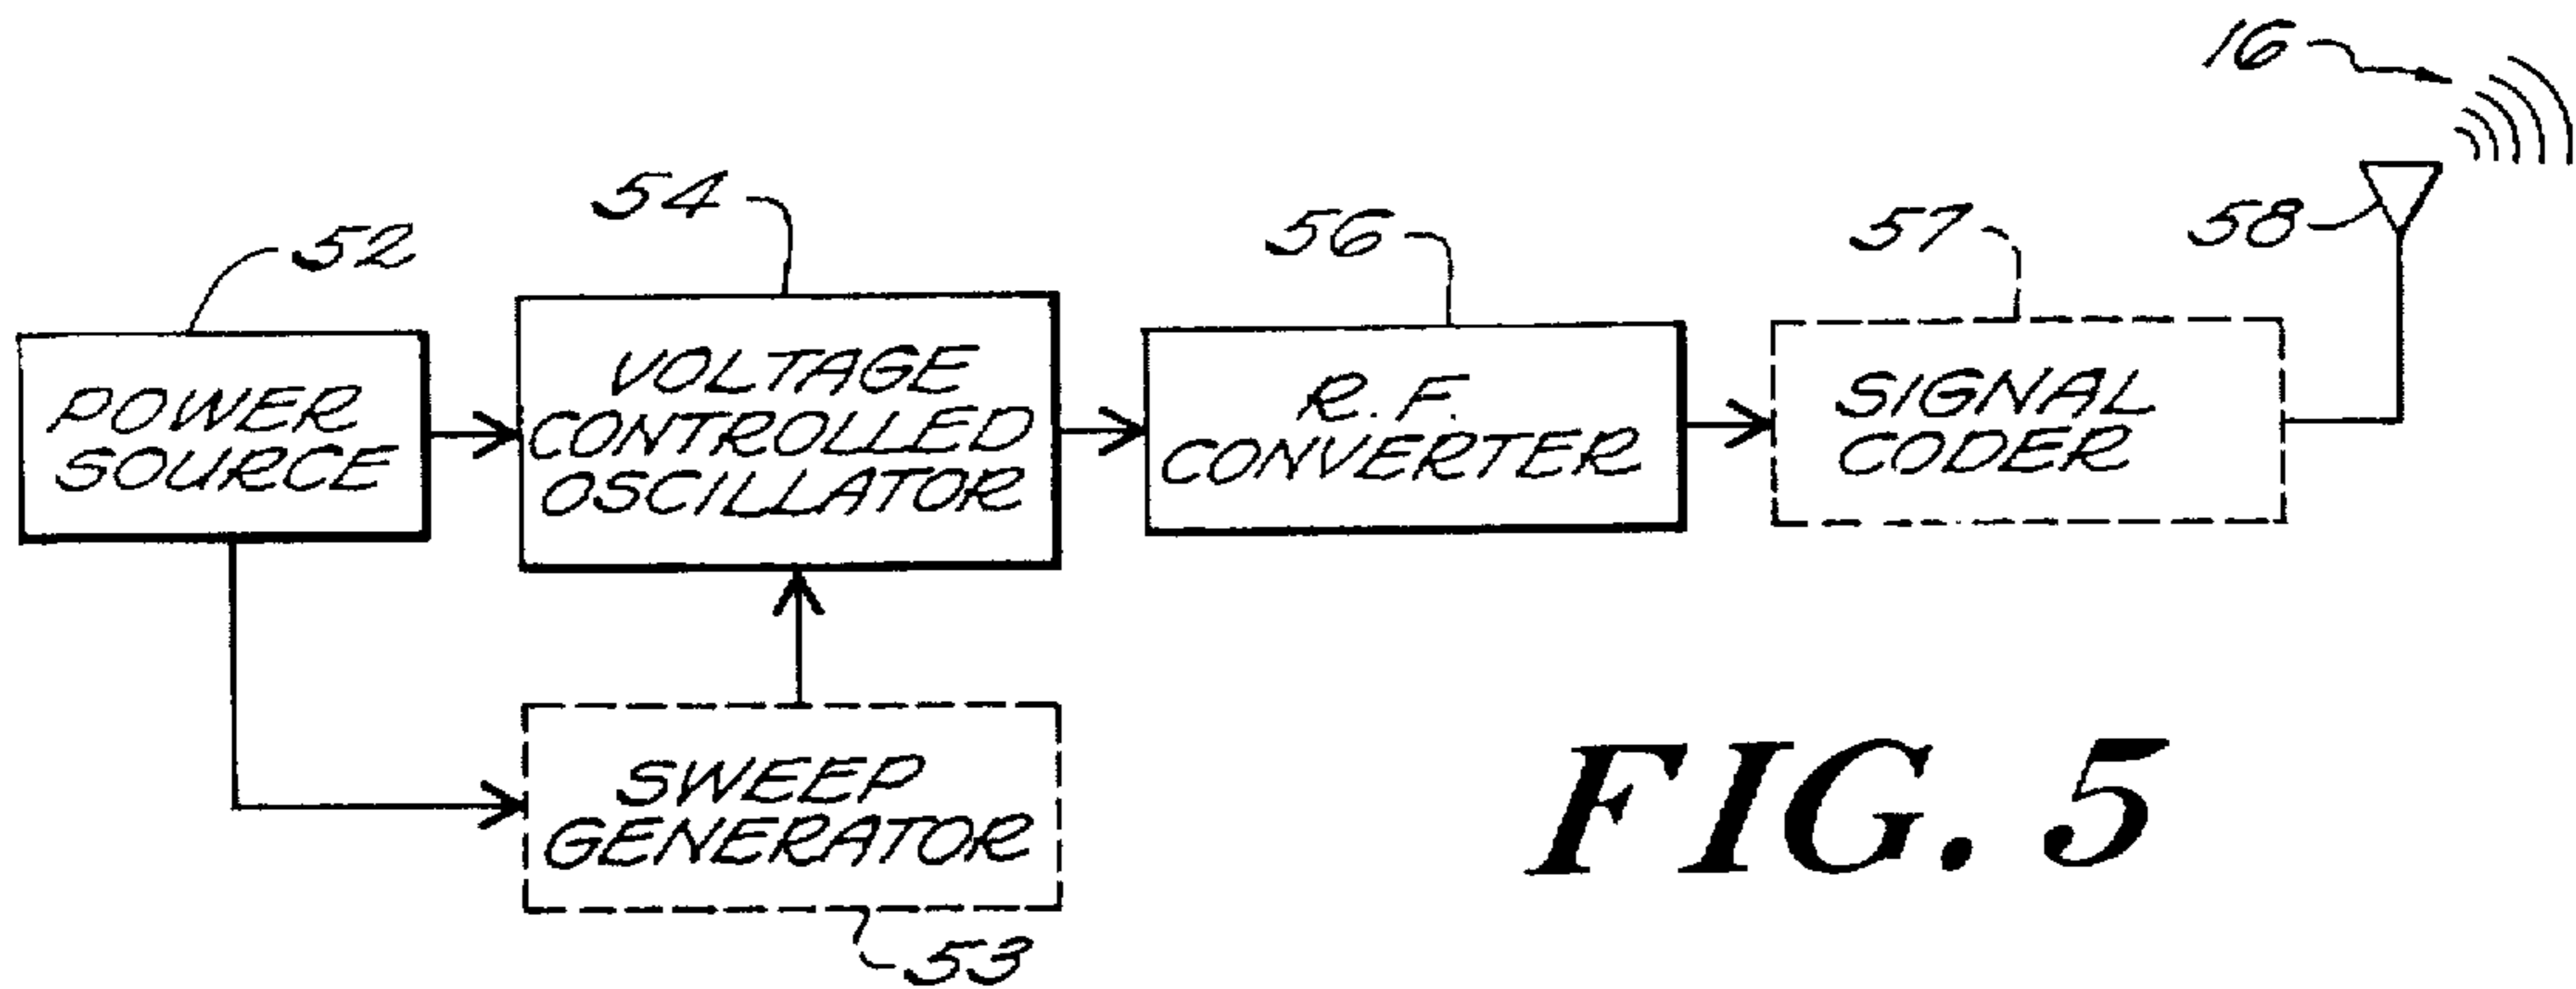 16
54
52
56
57
58
POWER
SOURCE
VOLTAGE
CONTROLLED
OSCILLATOR
R.F.
CONVERTER
SIGNAL
CODER
SWEEP
GENERATOR
53
FIG. 5